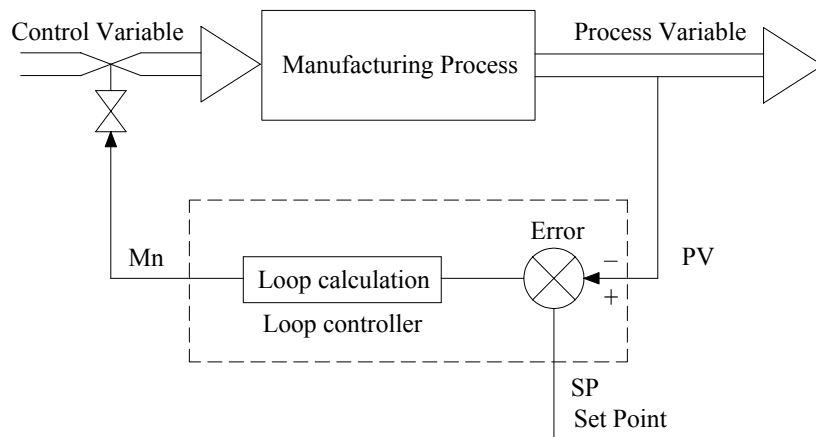 Control Variable
Process Variable
Manufacturing Process
Error
Mn
Loop calculation
−
PV
+
Loop controller
SP
Set Point